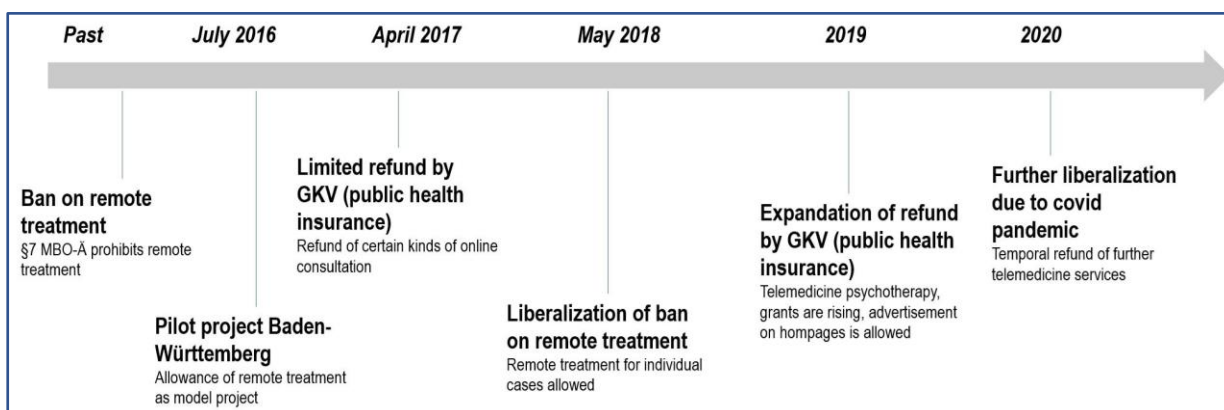 Past July 2016 April 2017 May 2018 2019 2020
Ban on remote
treatment
§7 MBO-Ä prohibits remote
treatment
Pilot project Baden-
Württemberg
Allowance of remote treatment
as model project
Limited refund by
GKV (public health
insurance)
Refund of certain kinds of online
consultation
Liberalization of ban
on remote treatment
Remote treatment for individual
cases allowed
Expandation of refund
by GKV (public health
insurance)
Telemedicine psychotherapy,
grants are rising, advertisement
on hompages is allowed
Further liberalization
due to covid
pandemic
Temporal refund of further
telemedicine services